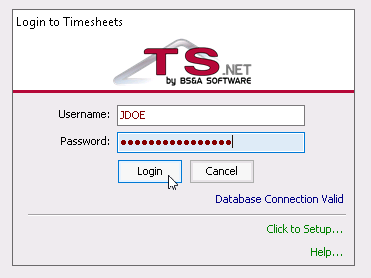 Login to Timesheets
TS.NET
by BS&A SOFTWARE
Username: JDOE
Password: ●●●●●●●●●●●●●●●●
Login Cancel
Database Connection Valid
Click to Setup...
Help...